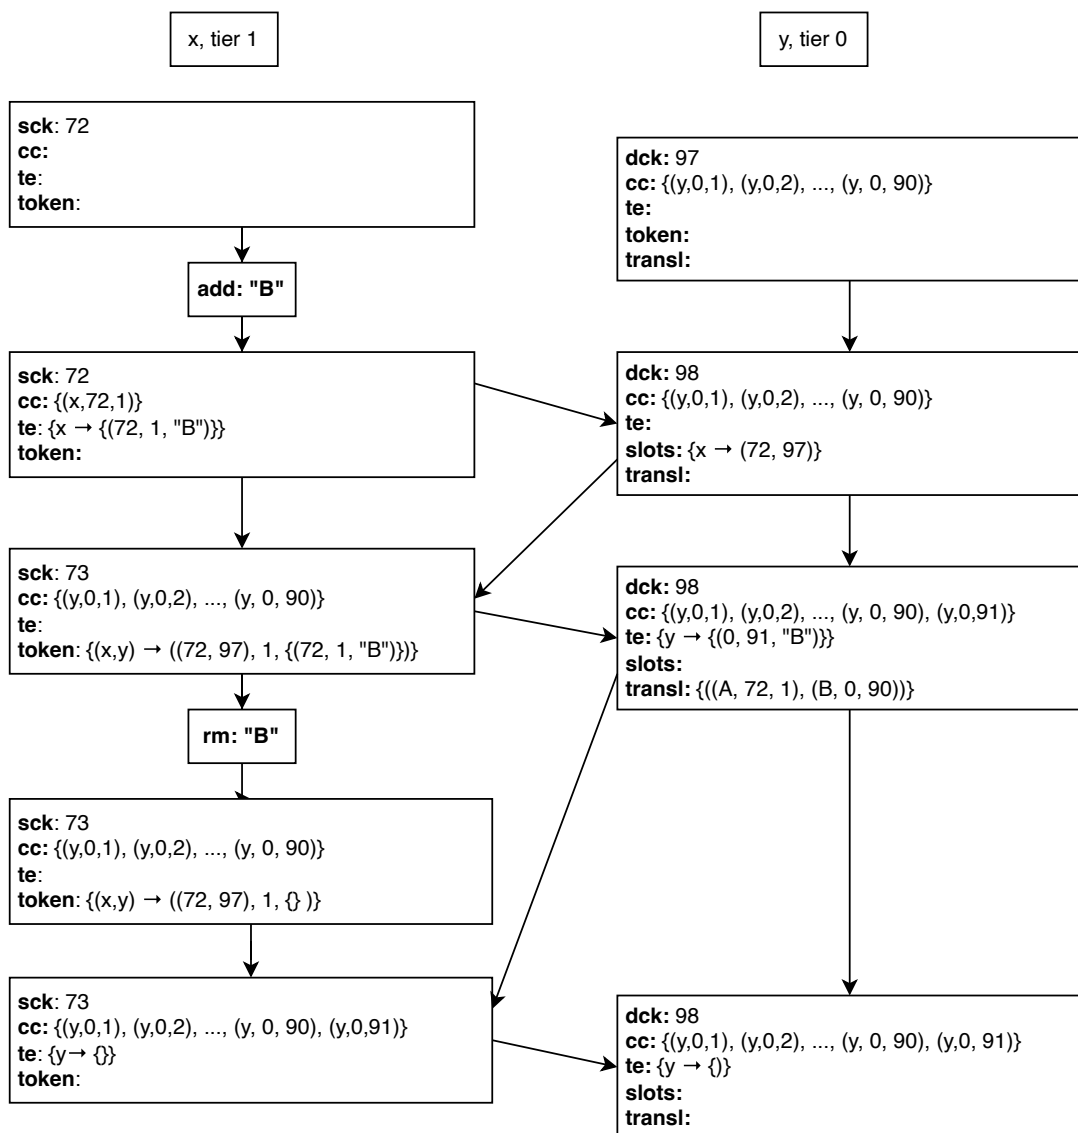 x, tier 1
y, tier 0
sck: 72
cc:
te:
token:
dck: 97
cc: {(y,0,1), (y,0,2), ..., (y, 0, 90)}
te:
token:
transl:
add: "B"
sck: 72
cc: {(x,72,1)}
te: {x → {(72, 1, "B")}}
token:
dck: 98
cc: {(y,0,1), (y,0,2), ..., (y, 0, 90)}
te:
slots: {x → (72, 97)}
transl:
sck: 73
cc: {(y,0,1), (y,0,2), ..., (y, 0, 90)}
te:
token: {(x,y) → ((72, 97), 1, {(72, 1, "B")})}
dck: 98
cc: {(y,0,1), (y,0,2), ..., (y, 0, 90), (y,0,91)}
te: {y → {(0, 91, "B")}}
slots:
transl: {((A, 72, 1), (B, 0, 90))}
rm: "B"
sck: 73
cc: {(y,0,1), (y,0,2), ..., (y, 0, 90)}
te:
token: {(x,y) → ((72, 97), 1, {} )}
sck: 73
cc: {(y,0,1), (y,0,2), ..., (y, 0, 90), (y,0,91)}
te: {y→ {}}
token:
dck: 98
cc: {(y,0,1), (y,0,2), ..., (y, 0, 90), (y,0, 91)}
te: {y → {)}
slots:
transl: